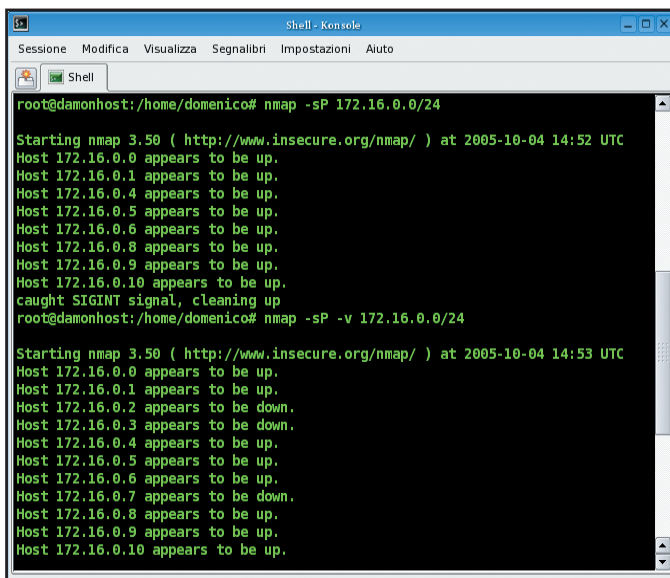 Shell - Konsole
Sessione Modifica Visualizza Segnalibri Impostazioni Aiuto
Shell
root@damonhost:/home/domenico# nmap -sP 172.16.0.0/24
Starting nmap 3.50 ( http://www.insecure.org/nmap/ ) at 2005-10-04 14:52 UTC
Host 172.16.0.0 appears to be up.
Host 172.16.0.1 appears to be up.
Host 172.16.0.4 appears to be up.
Host 172.16.0.5 appears to be up.
Host 172.16.0.6 appears to be up.
Host 172.16.0.8 appears to be up.
Host 172.16.0.9 appears to be up.
Host 172.16.0.10 appears to be up.
caught SIGINT signal, cleaning up
root@damonhost:/home/domenico# nmap -sP -v 172.16.0.0/24
Starting nmap 3.50 ( http://www.insecure.org/nmap/ ) at 2005-10-04 14:53 UTC
Host 172.16.0.0 appears to be up.
Host 172.16.0.1 appears to be up.
Host 172.16.0.2 appears to be down.
Host 172.16.0.3 appears to be down.
Host 172.16.0.4 appears to be up.
Host 172.16.0.5 appears to be up.
Host 172.16.0.6 appears to be up.
Host 172.16.0.7 appears to be down.
Host 172.16.0.8 appears to be up.
Host 172.16.0.9 appears to be up.
Host 172.16.0.10 appears to be up.